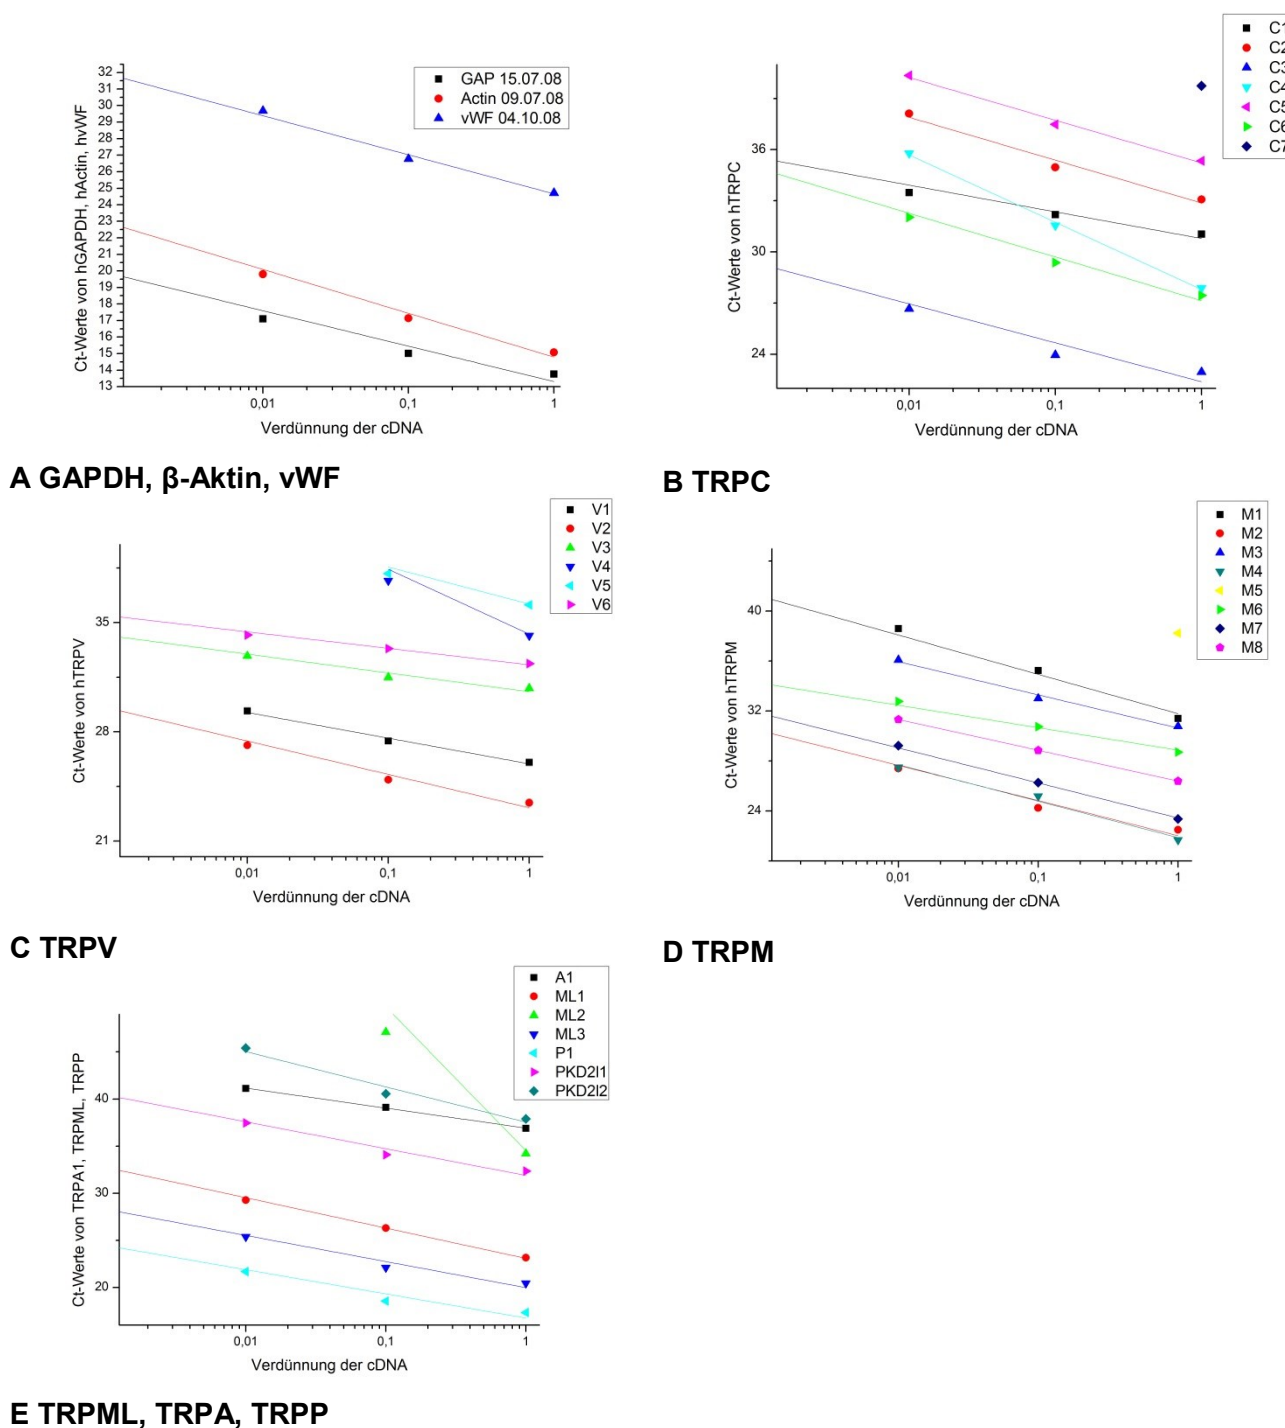 Ct-Werte von hGAPDH, hActin, hvWF
32
31
30
29
28
27
26
25
24
23
22
21
20
19
18
17
16
15
14
13
GAP 15.07.08
Actin 09.07.08
vWF 04.10.08
0,01
0,1
1
Verdünnung der cDNA
A GAPDH, β-Aktin, vWF
Ct-Werte von hTRPC
36
30
24
C1
C2
C3
C4
C5
C6
C7
0,01
0,1
1
Verdünnung der cDNA
B TRPC
Ct-Werte von hTRPV
35
28
21
V1
V2
V3
V4
V5
V6
0,01
0,1
1
Verdünnung der cDNA
C TRPV
Ct-Werte von hTRPM
40
32
24
M1
M2
M3
M4
M5
M6
M7
M8
0,01
0,1
1
Verdünnung der cDNA
D TRPM
Ct-Werte von TRPA1, TRPML, TRPP
40
30
20
A1
ML1
ML2
ML3
P1
PKD2l1
PKD2l2
0,01
0,1
1
Verdünnung der cDNA
E TRPML, TRPA, TRPP